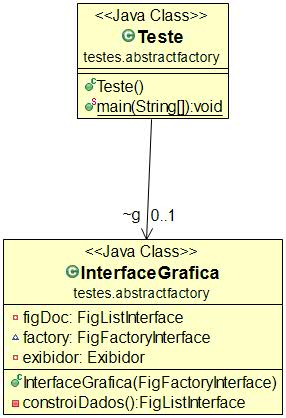 <<Java Class>>
Teste
testes.abstractfactory
Teste()
main(String[]):void
~g 0..1
<<Java Class>>
InterfaceGrafica
testes.abstractfactory
figDoc: FigListInterface
factory: FigFactoryInterface
exibidor: Exibidor
InterfaceGrafica(FigFactoryInterface)
constroiDados():FigListInterface